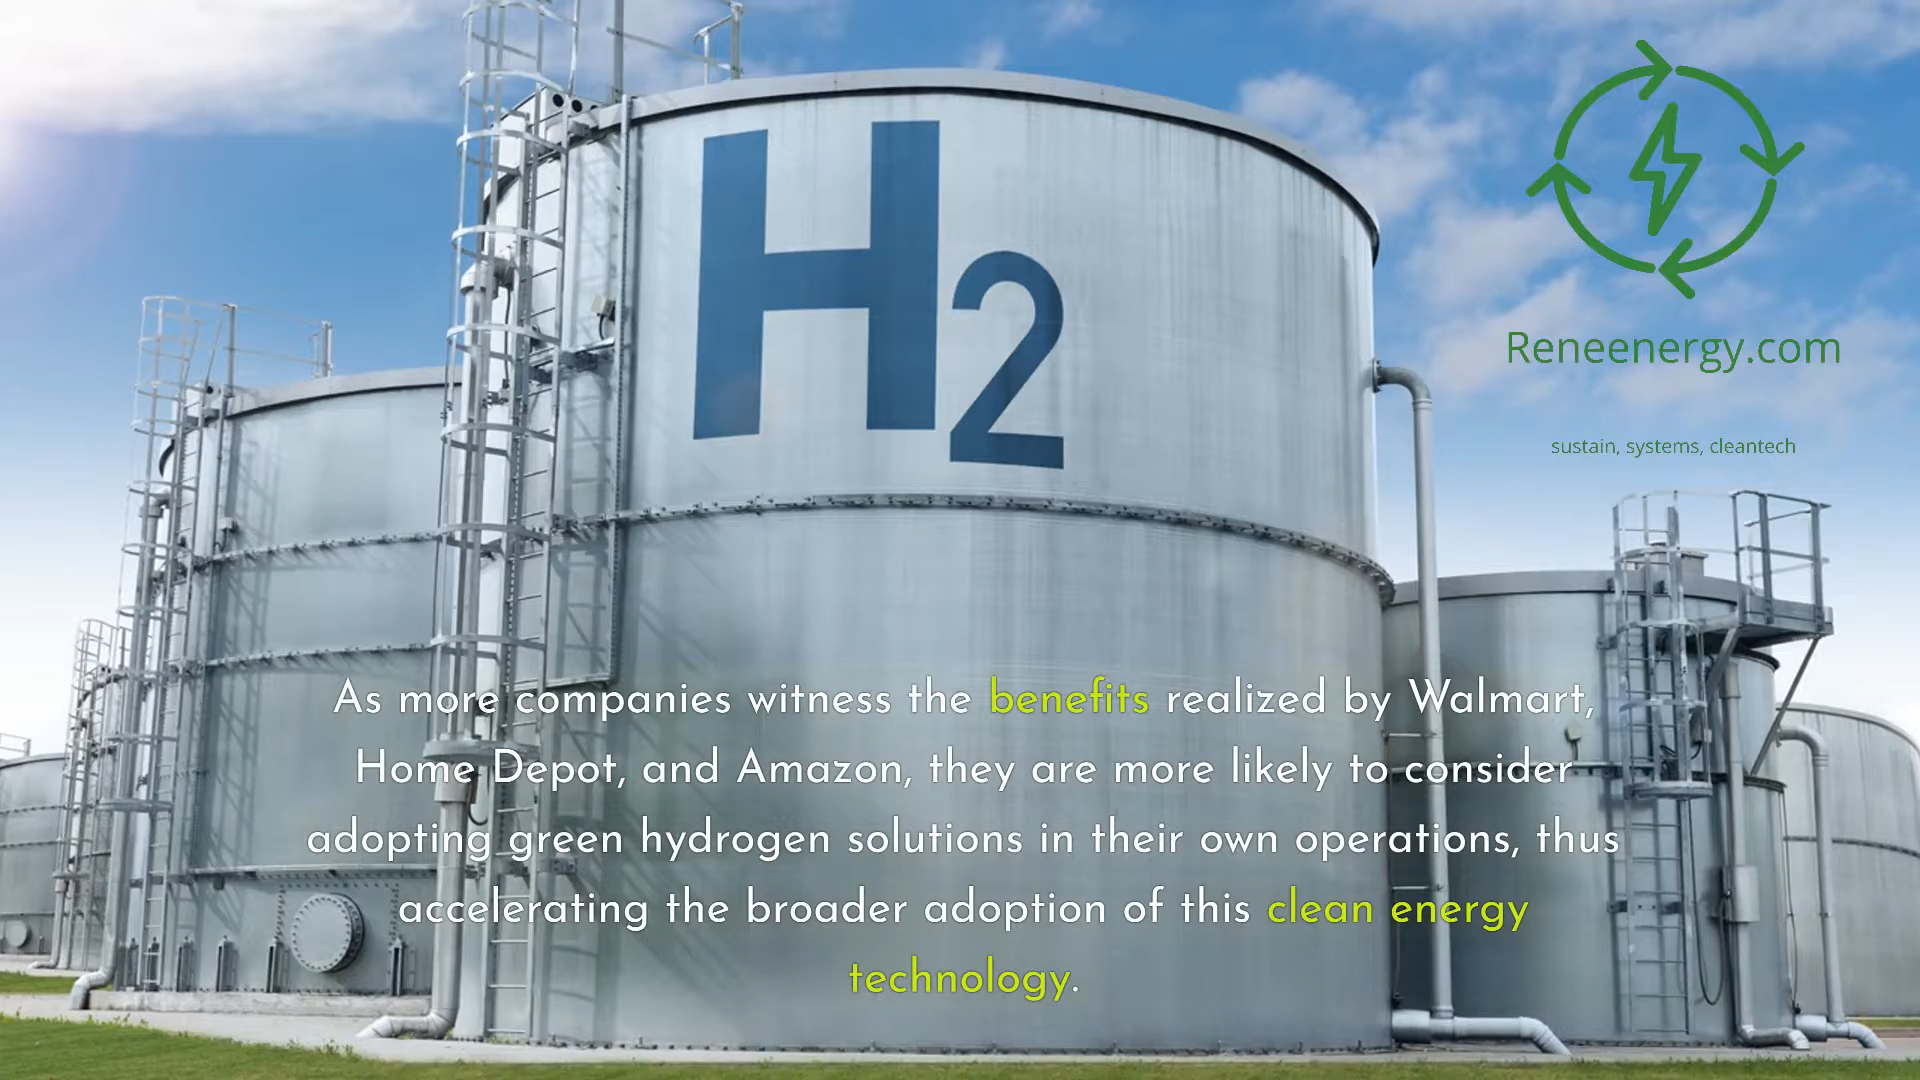 H2
Reneenergy.com
sustain, systems, cleantech
As more companies witness the benefits realized by Walmart,
Home Depot, and Amazon, they are more likely to consider
adopting green hydrogen solutions in their own operations, thus
accelerating the broader adoption of this clean energy
technology.